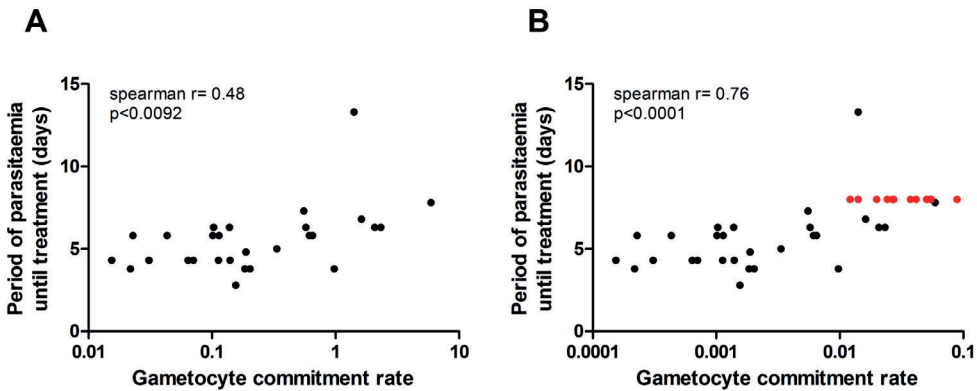 A
spearman r= 0.48
p<0.0092
Period of parasitaemia
until treatment (days)
15
10
5
0
0.01
0.1
1
10
Gametocyte commitment rate
B
spearman r= 0.76
p<0.0001
Period of parasitaemia
until treatment (days)
15
10
5
0
0.0001
0.001
0.01
0.1
Gametocyte commitment rate